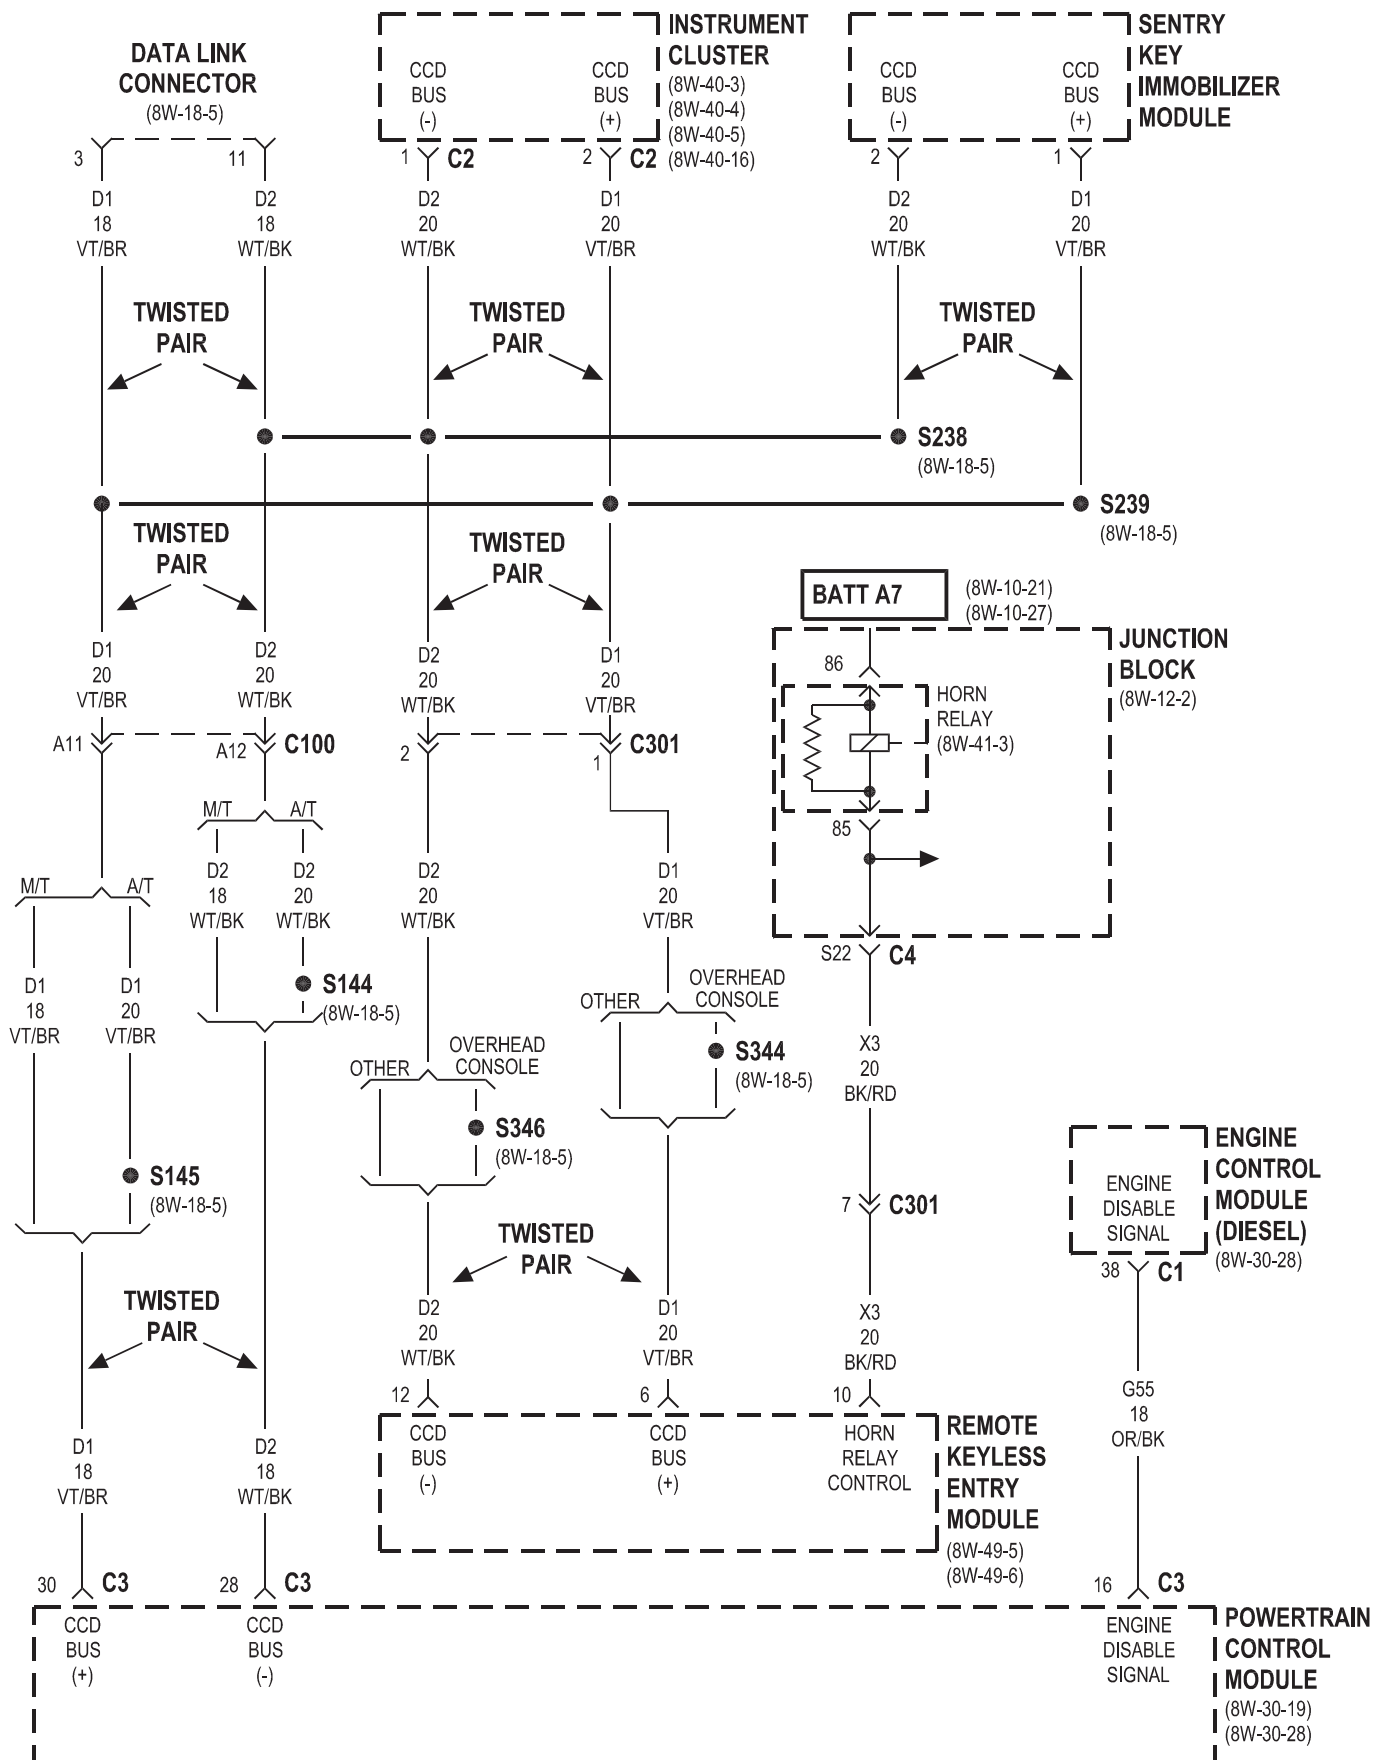 DATA LINK
CONNECTOR
(8W-18-5)
3
11
INSTRUMENT
CLUSTER
(8W-40-3)
(8W-40-4)
(8W-40-5)
(8W-40-16)
CCD
BUS
(-)
CCD
BUS
(+)
1
C2
2
C2
SENTRY
KEY
IMMOBILIZER
MODULE
CCD
BUS
(-)
CCD
BUS
(+)
2
1
D1
18
VT/BR
D2
18
WT/BK
D2
20
WT/BK
D1
20
VT/BR
D2
20
WT/BK
D1
20
VT/BR
TWISTED
PAIR
TWISTED
PAIR
TWISTED
PAIR
S238
(8W-18-5)
S239
(8W-18-5)
TWISTED
PAIR
TWISTED
PAIR
D1
20
VT/BR
D2
20
WT/BK
D2
20
WT/BK
D1
20
VT/BR
A11
A12
C100
2
1
C301
BATT A7
(8W-10-21)
(8W-10-27)
JUNCTION
BLOCK
(8W-12-2)
86
HORN
RELAY
(8W-41-3)
85
S22
C4
M/T
A/T
D2
18
WT/BK
D2
20
WT/BK
S144
(8W-18-5)
M/T
A/T
D1
18
VT/BR
D1
20
VT/BR
S145
(8W-18-5)
D2
20
WT/BK
D1
20
VT/BR
OTHER
OVERHEAD
CONSOLE
S344
(8W-18-5)
OTHER
OVERHEAD
CONSOLE
S346
(8W-18-5)
X3
20
BK/RD
7
C301
X3
20
BK/RD
TWISTED
PAIR
TWISTED
PAIR
D2
20
WT/BK
D1
20
VT/BR
12
6
10
CCD
BUS
(-)
CCD
BUS
(+)
HORN
RELAY
CONTROL
REMOTE
KEYLESS
ENTRY
MODULE
(8W-49-5)
(8W-49-6)
ENGINE
CONTROL
MODULE
(DIESEL)
(8W-30-28)
ENGINE
DISABLE
SIGNAL
38
C1
G55
18
OR/BK
D1
18
VT/BR
D2
18
WT/BK
30
C3
28
C3
16
C3
CCD
BUS
(+)
CCD
BUS
(-)
ENGINE
DISABLE
SIGNAL
POWERTRAIN
CONTROL
MODULE
(8W-30-19)
(8W-30-28)